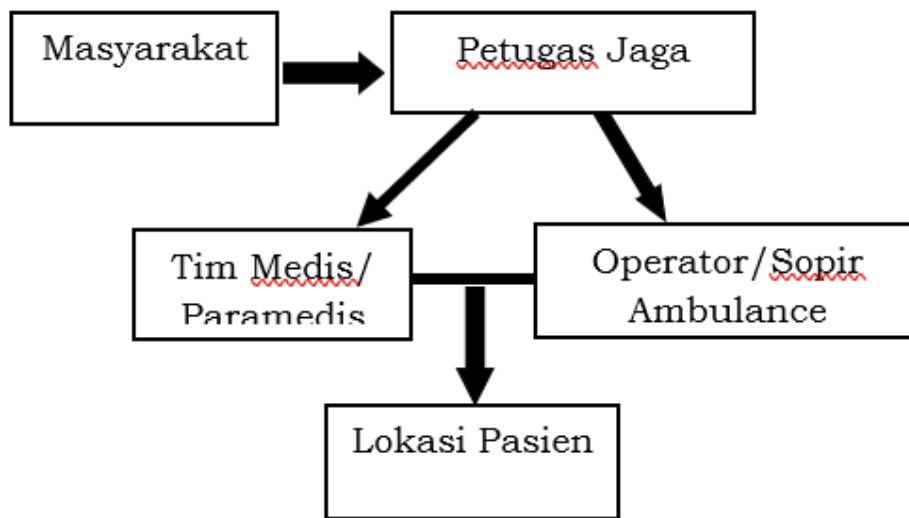 Masyarakat
Petugas Jaga
Tim Medis/
Paramedis
Operator/Sopir
Ambulance
Lokasi Pasien